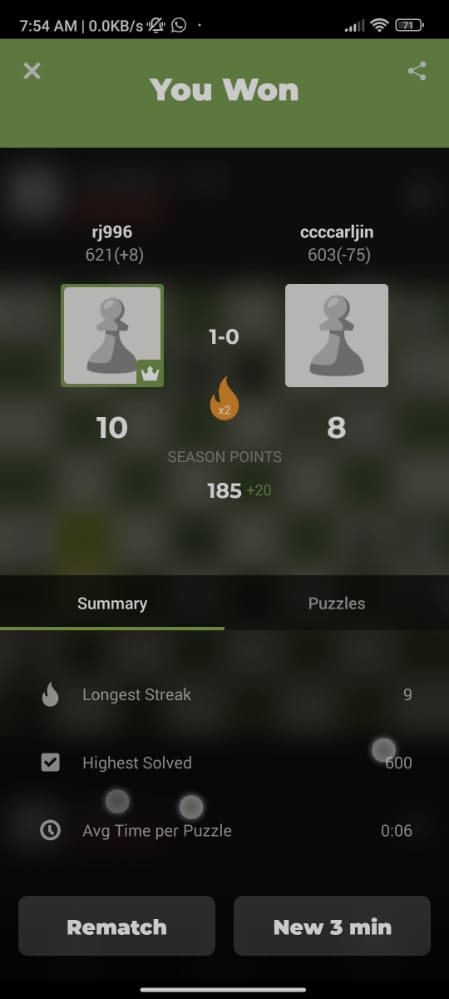 7:54 AM | 0.0KB/s
71
You Won
rj996
ccccarljin
621(+8)
603(-75)
1-0
x2
10
8
SEASON POINTS
185 +20
Summary
Puzzles
Longest Streak
9
Highest Solved
600
Avg Time per Puzzle
0:06
Rematch
New 3 min